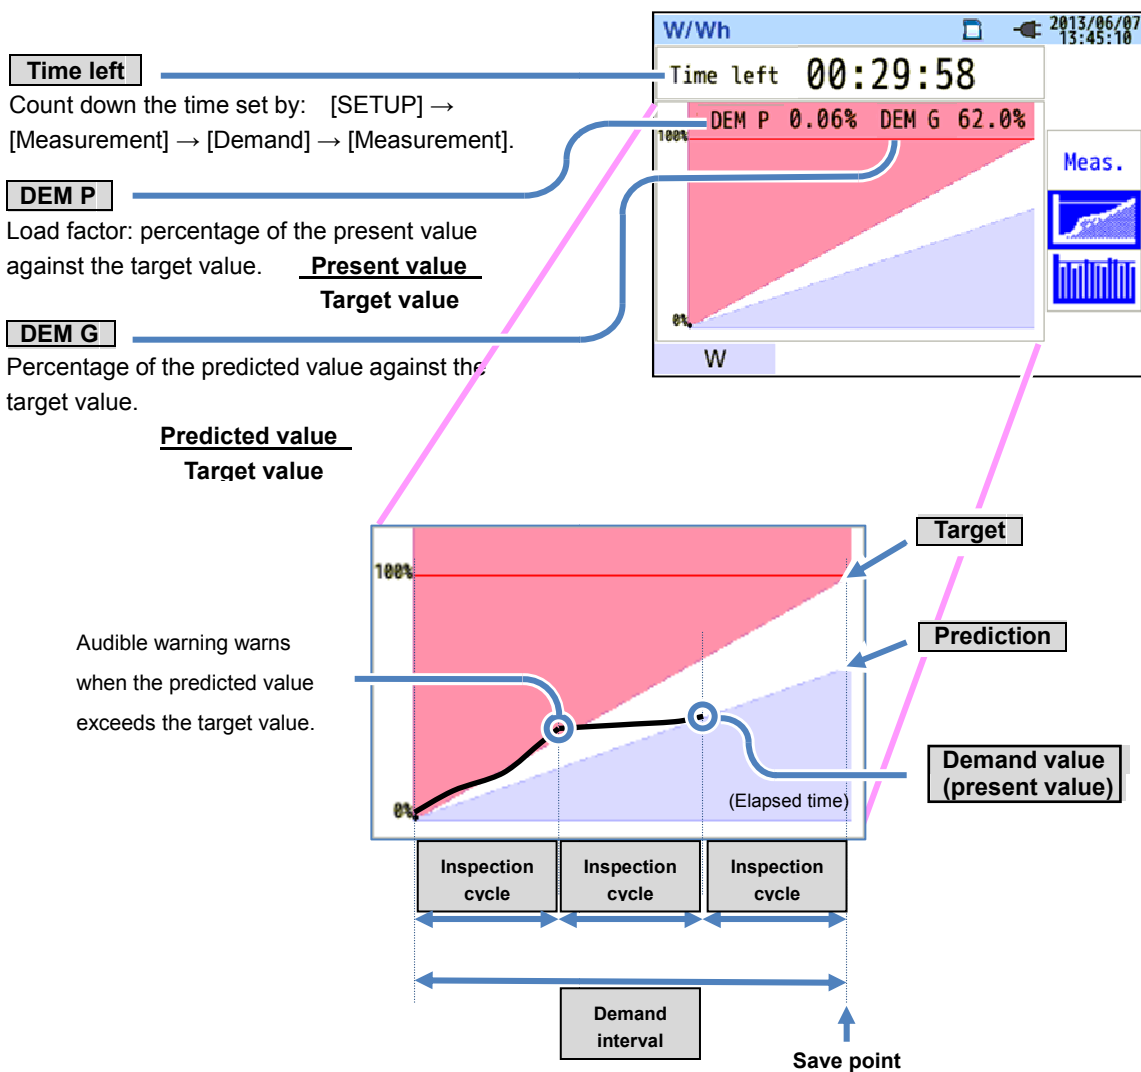 W/Wh
2013/06/07
13:45:10
Time left 00:29:58
DEM P 0.06% DEM G 62.0%
100%
0%
W
Meas.
Time left
Count down the time set by: [SETUP] →
[Measurement] → [Demand] → [Measurement].
DEM P
Load factor: percentage of the present value
against the target value. Present value
Target value
DEM G
Percentage of the predicted value against the
target value.
Predicted value
Target value
100%
0%
Target
Prediction
Audible warning warns
when the predicted value
exceeds the target value.
Demand value
(present value)
(Elapsed time)
Inspection
cycle
Inspection
cycle
Inspection
cycle
Demand
interval
Save point